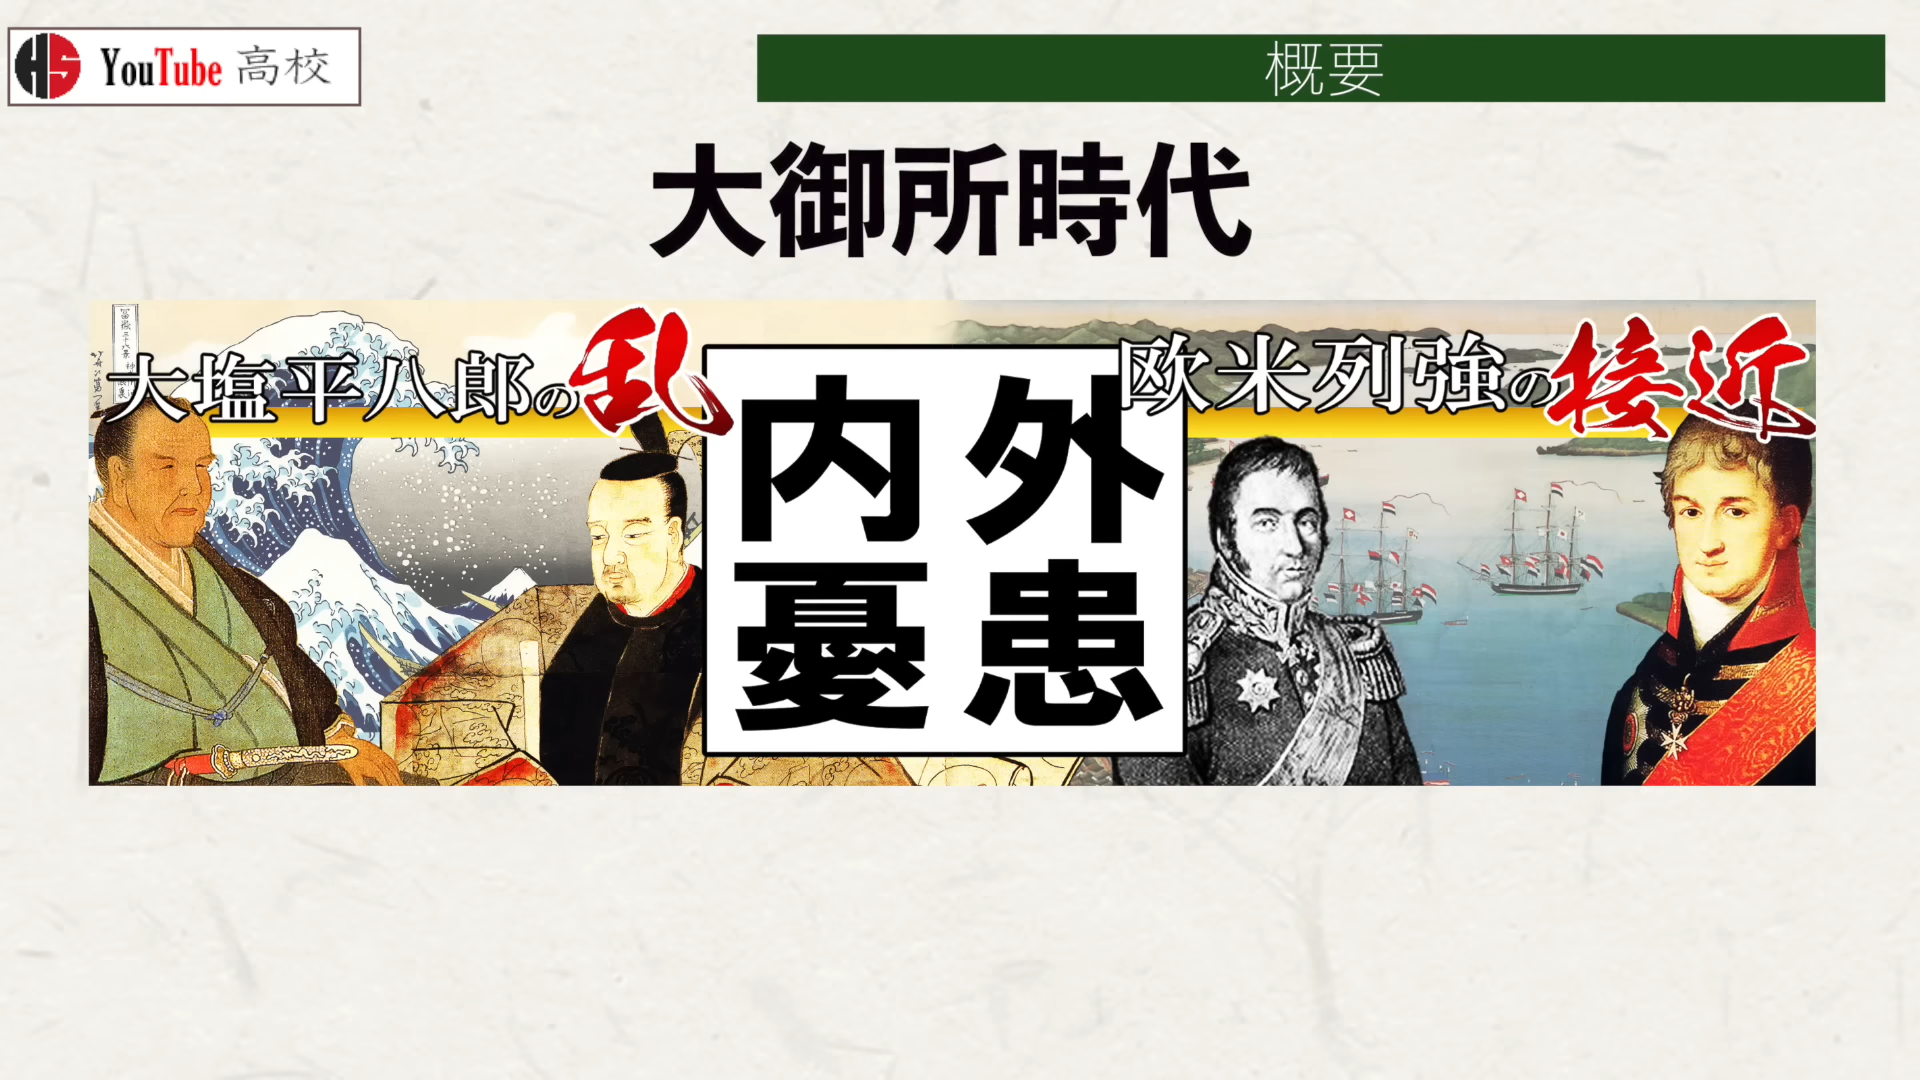 YouTube 高校
概要
大御所時代
大塩平八郎の乱
欧米列強の接近
内 外
憂 患